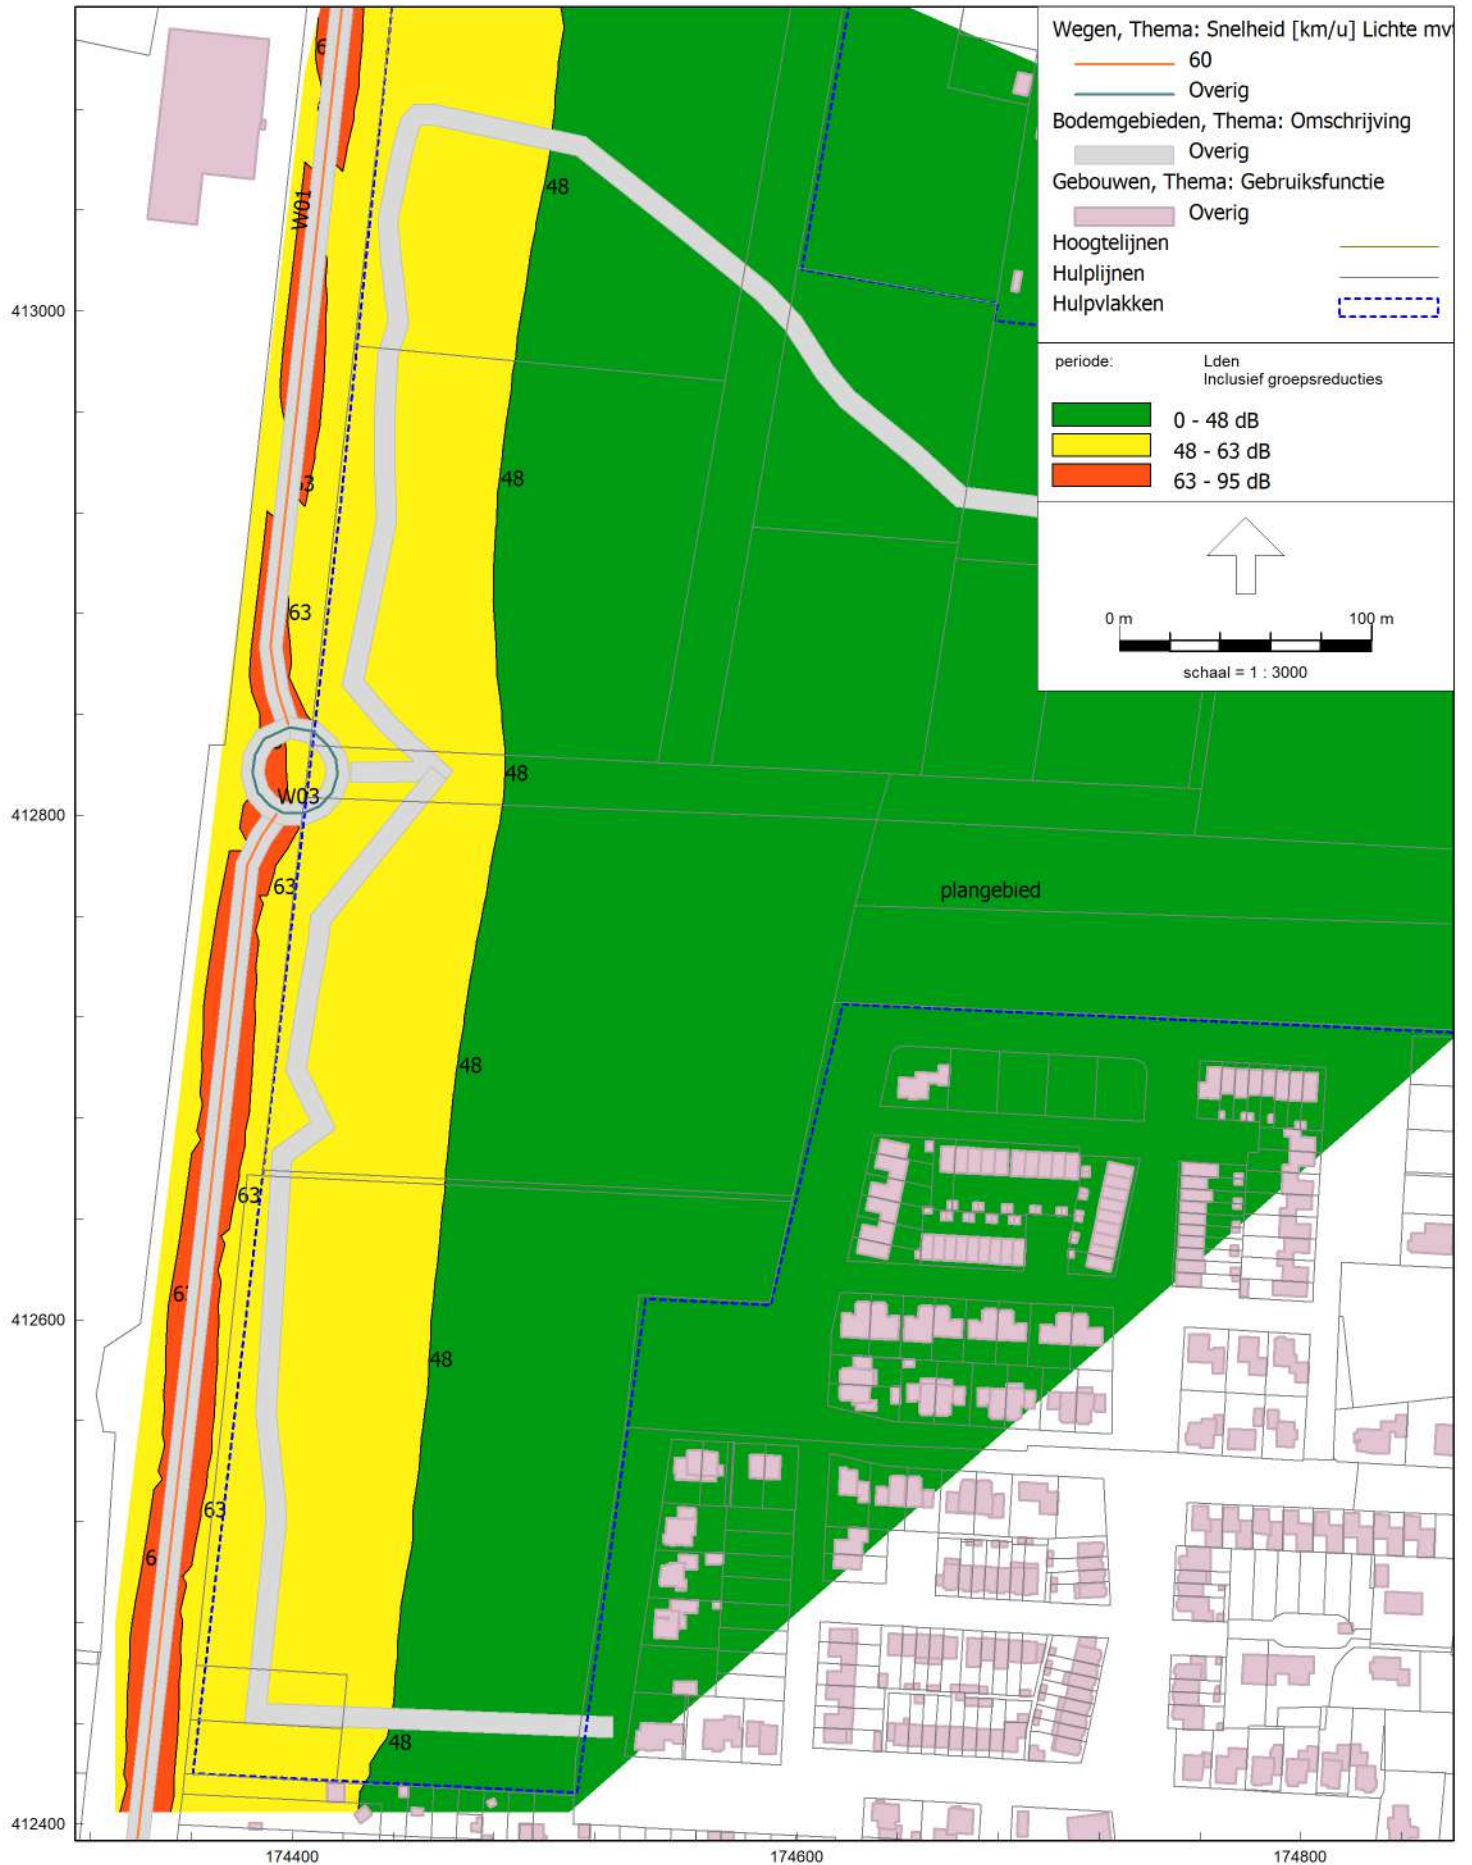 Wegen, Thema: Snelheid [km/u] Lichte mv
60
Overig
Bodemgebieden, Thema: Omschrijving
Overig
Gebouwen, Thema: Gebruiksfunctie
Overig
Hoogtelijnen
Hulplijnen
Hulpvlakken
periode: Lden
Inclusief groepsreducties
0 - 48 dB
48 - 63 dB
63 - 95 dB
0 m 100 m
schaal = 1 : 3000
48
W01
413000
48
63
48
W03
412800
63
plangebied
48
63
412600
48
63
48
412400
174400 174600 174800